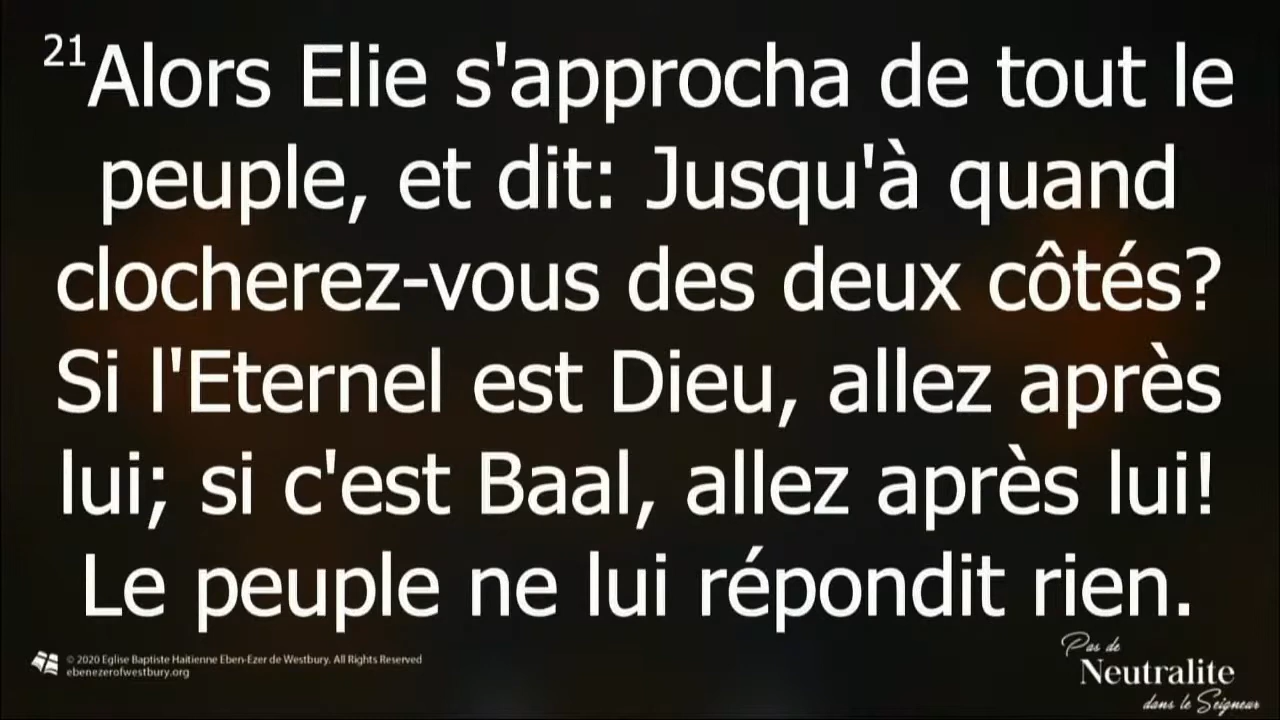 21Alors Elie s'approcha de tout le
peuple, et dit: Jusqu'à quand
clocherez-vous des deux côtés?
Si l'Eternel est Dieu, allez après
lui; si c'est Baal, allez après lui!
Le peuple ne lui répondit rien.
© 2020 Eglise Baptiste Haitienne Eben-Ezer de Westbury. All Rights Reserved
ebenezerofwestbury.org
Pas de
Neutralite
dans le Seigneur